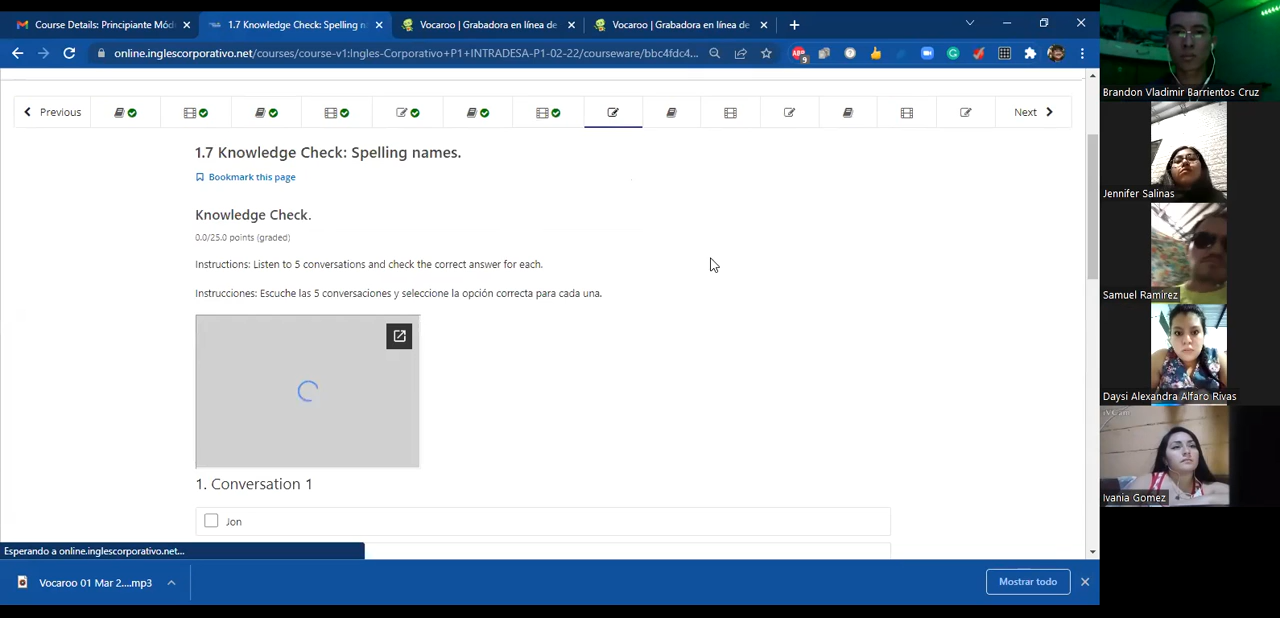 Course Details: Principiante Mód
1.7 Knowledge Check: Spelling n
Vocaroo | Grabadora en línea de
Vocaroo | Grabadora en línea de
online.inglescorporativo.net/courses/course-v1:Ingles-Corporativo+P1+INTRADESA-P1-02-22/courseware/bbc4fdc4...
ABP
9
Previous
Next
1.7 Knowledge Check: Spelling names.
Bookmark this page
Knowledge Check.
0.0/25.0 points (graded)
Instructions: Listen to 5 conversations and check the correct answer for each.
Instrucciones: Escuche las 5 conversaciones y seleccione la opción correcta para cada una.
1. Conversation 1
Jon
Esperando a online.inglescorporativo.net...
Vocaroo 01 Mar 2....mp3
Mostrar todo
Brandon Vladimir Barrientos Cruz
Jennifer Salinas
Samuel Ramirez
Daysi Alexandra Alfaro Rivas
iVCam
Ivania Gomez